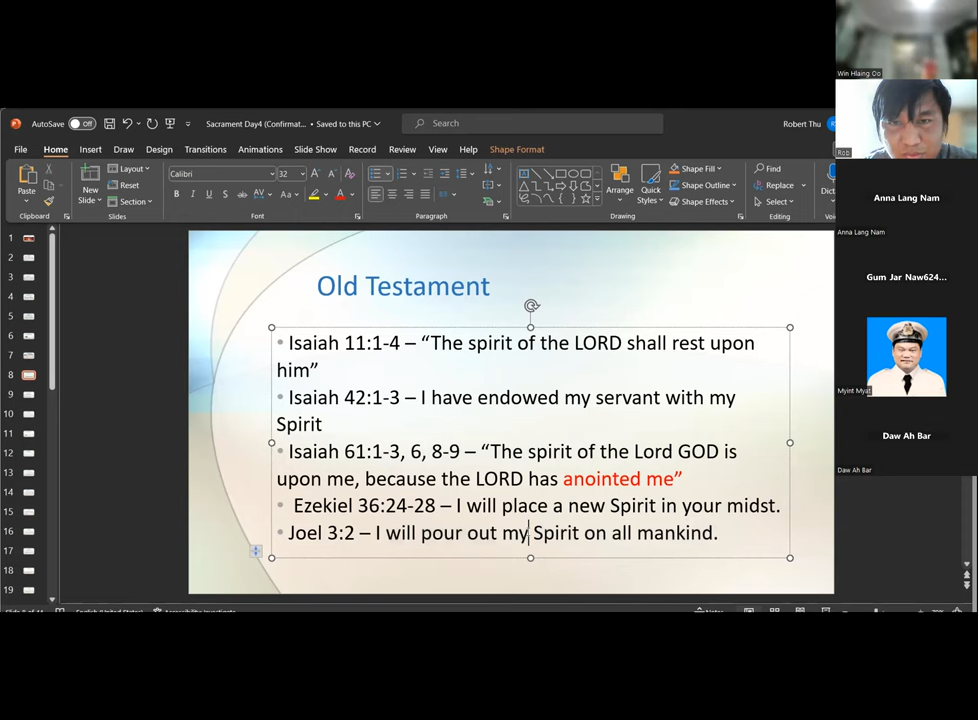 Win Hlaing Oo
AutoSave Off Sacrament Day4 (Confirmat... • Saved to this PC Search Robert Thu
Rob
File Home Insert Draw Design Transitions Animations Slide Show Record Review View Help Shape Format
Paste New Slide Layout Reset Section Calibri 32 Arrange Quick Styles Shape Fill Shape Outline Shape Effects Find Replace Select Dict
Clipboard Slides Font Paragraph Drawing Editing
Anna Lang Nam
Anna Lang Nam
Gum Jar Naw624...
Myint Myat
Daw Ah Bar
Daw Ah Bar
1
2
3
4
5
6
7
8
9
10
11
12
13
14
15
16
17
18
19
Old Testament
• Isaiah 11:1-4 – “The spirit of the LORD shall rest upon
him”
• Isaiah 42:1-3 – I have endowed my servant with my
Spirit
• Isaiah 61:1-3, 6, 8-9 – “The spirit of the Lord GOD is
upon me, because the LORD has anointed me”
• Ezekiel 36:24-28 – I will place a new Spirit in your midst.
• Joel 3:2 – I will pour out my Spirit on all mankind.